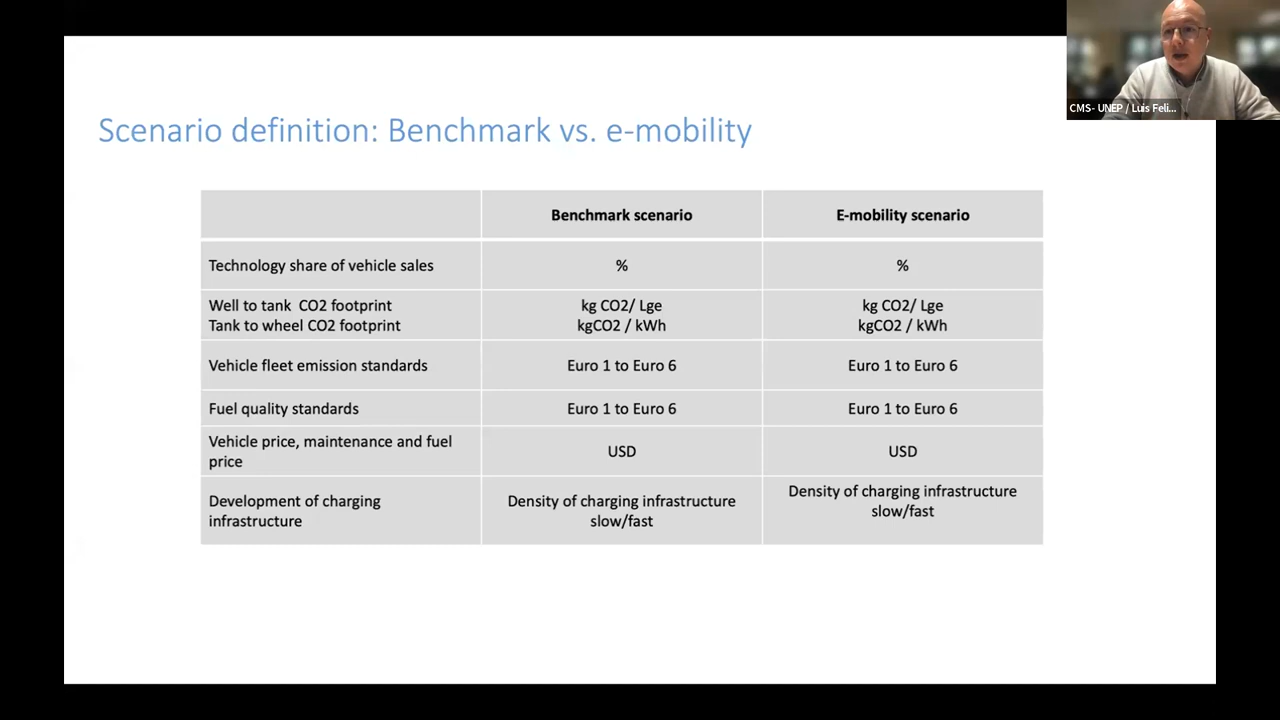 CMS- UNEP / Luis Feli...
Scenario definition: Benchmark vs. e-mobility
Benchmark scenario
E-mobility scenario
Technology share of vehicle sales
%
%
Well to tank CO2 footprint
Tank to wheel CO2 footprint
kg CO2/ Lge
kgCO2 / kWh
kg CO2/ Lge
kgCO2 / kWh
Vehicle fleet emission standards
Euro 1 to Euro 6
Euro 1 to Euro 6
Fuel quality standards
Euro 1 to Euro 6
Euro 1 to Euro 6
Vehicle price, maintenance and fuel
price
USD
USD
Development of charging
infrastructure
Density of charging infrastructure
slow/fast
Density of charging infrastructure
slow/fast